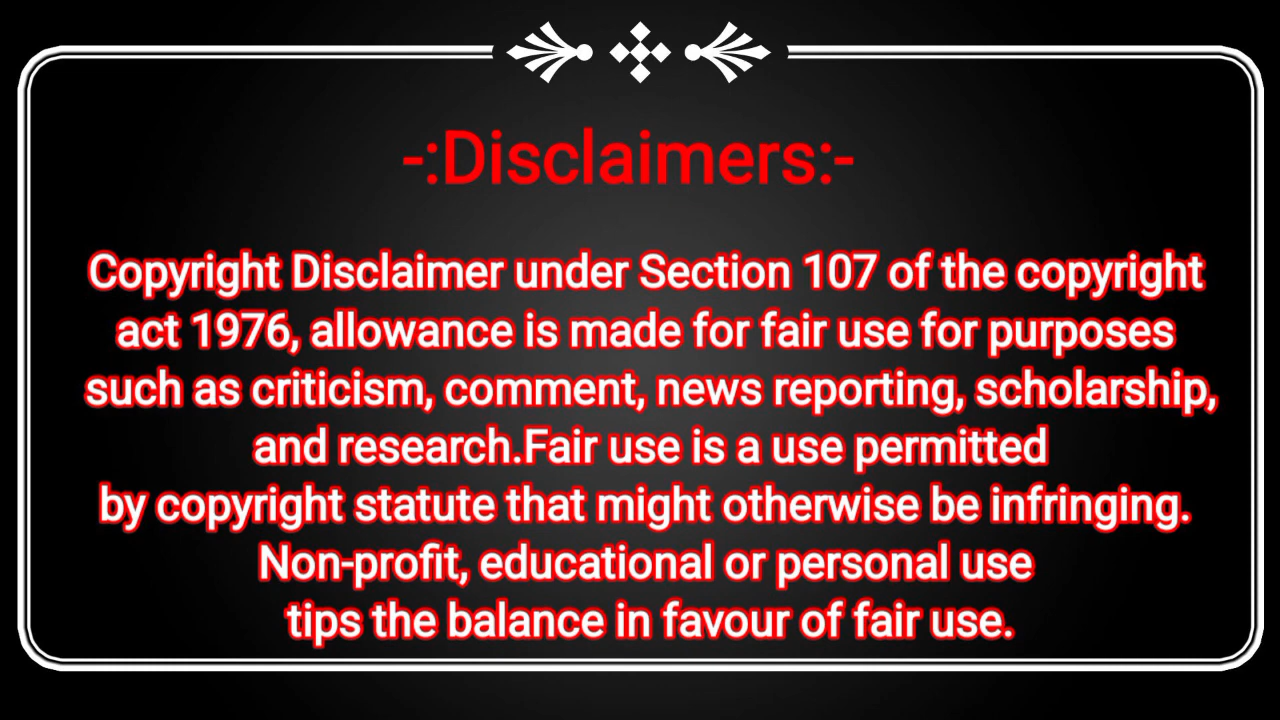 -:Disclaimers:-
Copyright Disclaimer under Section 107 of the copyright
act 1976, allowance is made for fair use for purposes
such as criticism, comment, news reporting, scholarship,
and research.Fair use is a use permitted
by copyright statute that might otherwise be infringing.
Non-profit, educational or personal use
tips the balance in favour of fair use.